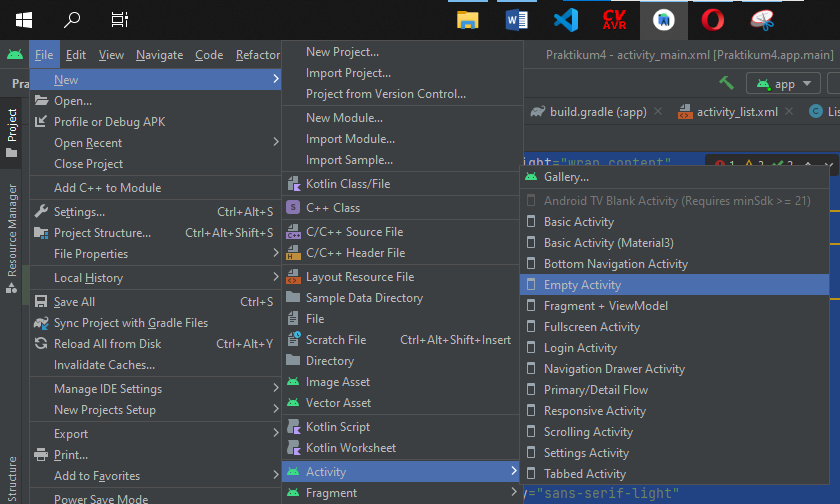 CV
AVR
File Edit View Navigate Code Refactor
Praktikum4 - activity_main.xml [Praktikum4.app.main]
Pra
app
build.gradle (:app)
activity_list.xml
Lis
Project
Resource Manager
Structure
New
Open...
Profile or Debug APK
Open Recent
Close Project
Add C++ to Module
Settings... Ctrl+Alt+S
Project Structure... Ctrl+Alt+Shift+S
File Properties
Local History
Save All Ctrl+S
Sync Project with Gradle Files
Reload All from Disk Ctrl+Alt+Y
Invalidate Caches...
Manage IDE Settings
New Projects Setup
Export
Print...
Add to Favorites
Power Save Mode
New Project...
Import Project...
Project from Version Control...
New Module...
Import Module...
Import Sample...
Kotlin Class/File
S C++ Class
C++ C/C++ Source File
H C/C++ Header File
Layout Resource File
Sample Data Directory
File
Scratch File Ctrl+Alt+Shift+Insert
Directory
Image Asset
Vector Asset
Kotlin Script
Kotlin Worksheet
Activity
Fragment
ight="wrap_content"
1
Gallery...
Android TV Blank Activity (Requires minSdk >= 21)
Basic Activity
Basic Activity (Material3)
Bottom Navigation Activity
Empty Activity
Fragment + ViewModel
Fullscreen Activity
Login Activity
Navigation Drawer Activity
Primary/Detail Flow
Responsive Activity
Scrolling Activity
Settings Activity
Tabbed Activity
y="sans-serif-light"